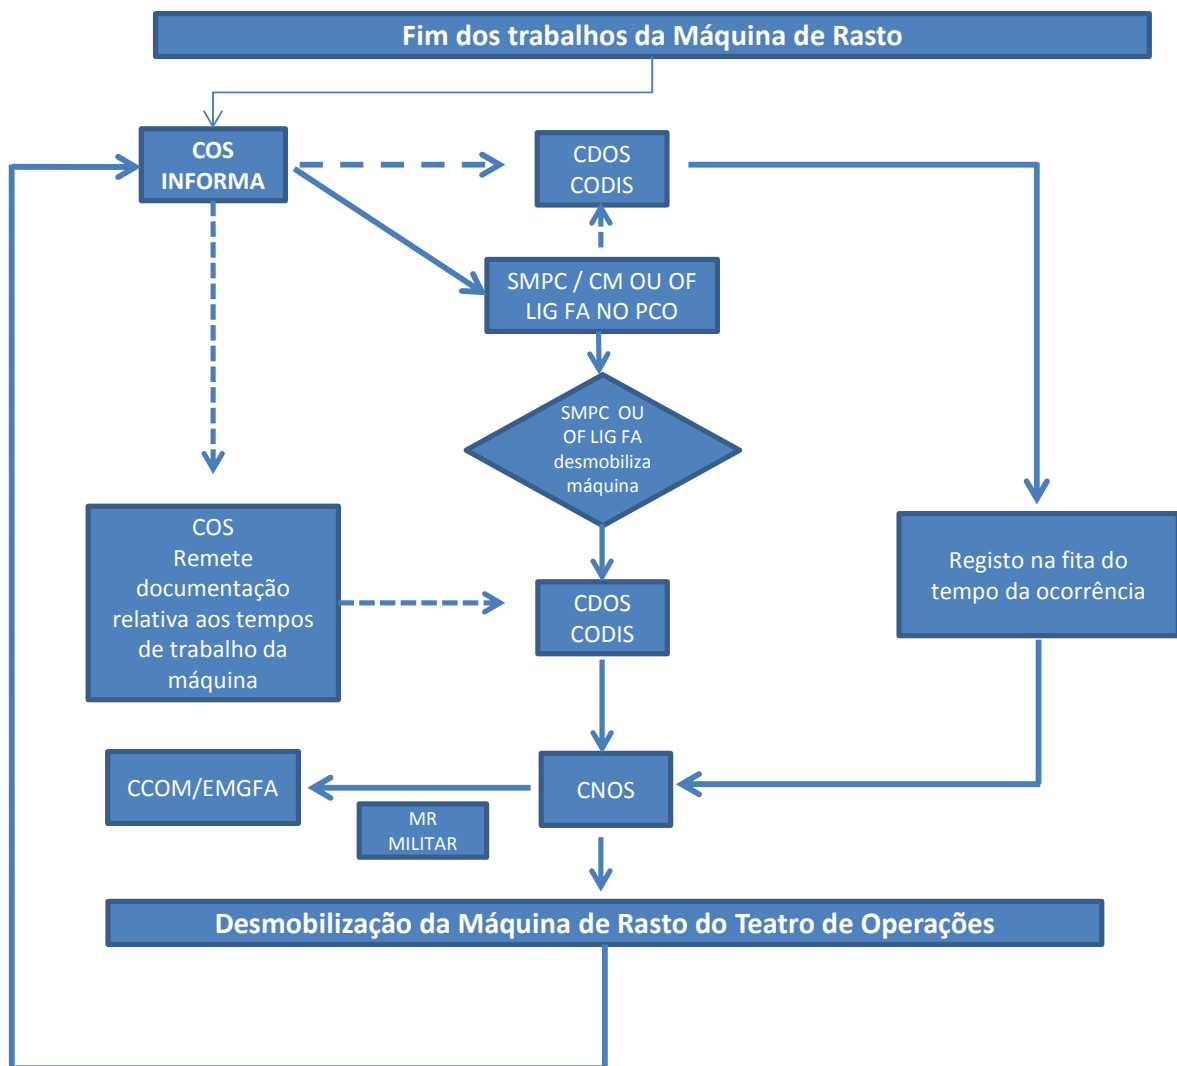 Fim dos trabalhos da Máquina de Rasto
COS
INFORMA
CDOS
CODIS
SMPC / CM OU OF
LIG FA NO PCO
SMPC  OU
OF LIG FA
desmobiliza
máquina
COS
Remete
documentação
relativa aos tempos
de trabalho da
máquina
Registo na fita do
tempo da ocorrência
CDOS
CODIS
CCOM/EMGFA
CNOS
MR
MILITAR
Desmobilização da Máquina de Rasto do Teatro de Operações